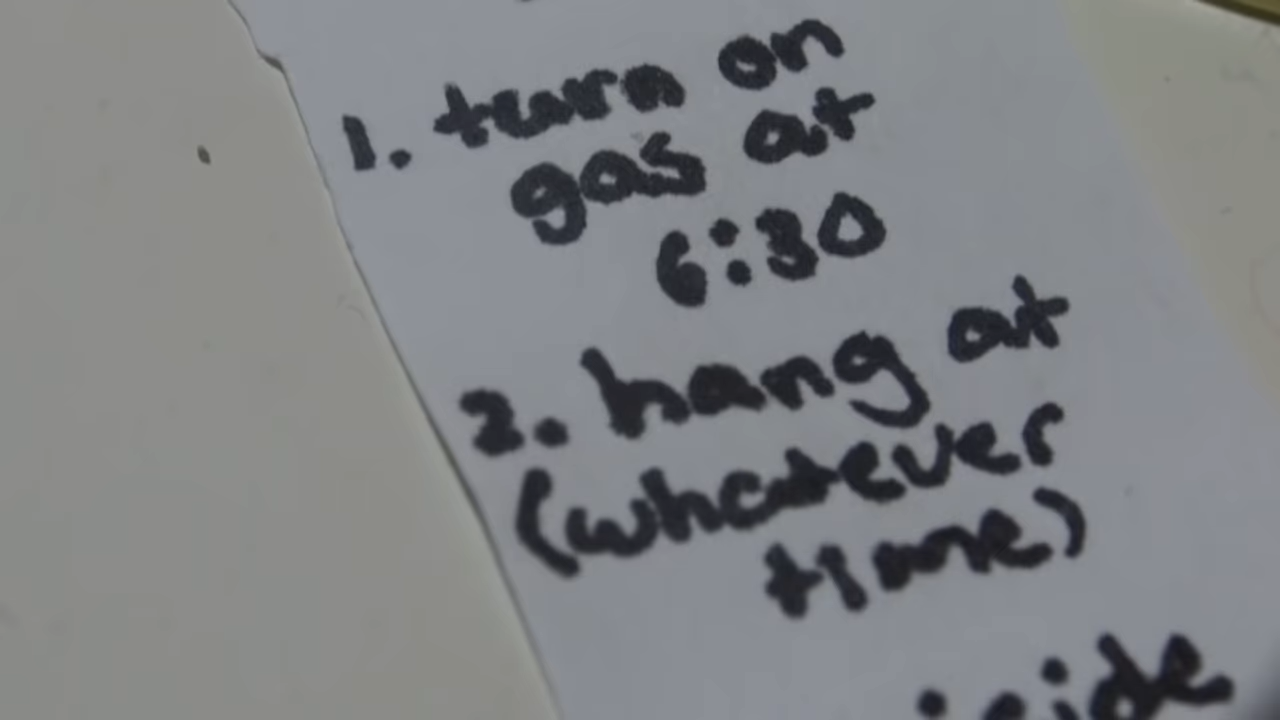 1. turn on
gas at
6:30
2. hang at
(whatever
time)